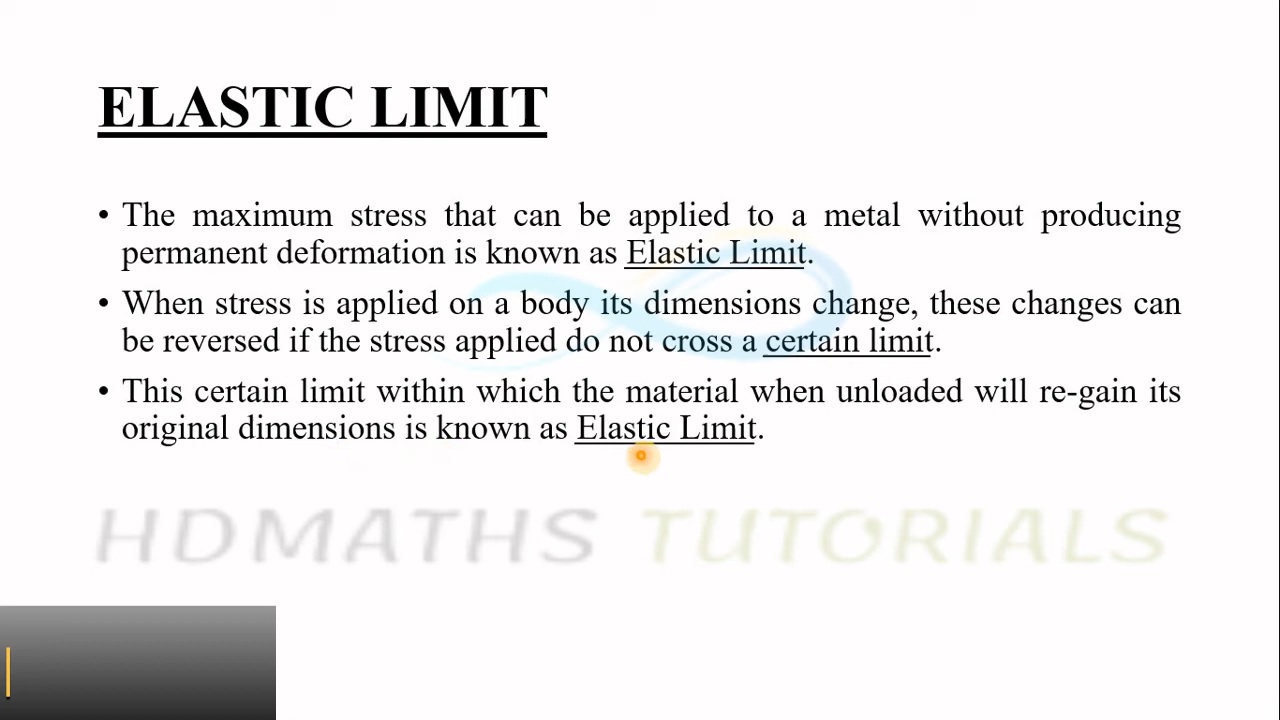 ELASTIC LIMIT
• The maximum stress that can be applied to a metal without producing
permanent deformation is known as Elastic Limit.
• When stress is applied on a body its dimensions change, these changes can
be reversed if the stress applied do not cross a certain limit.
• This certain limit within which the material when unloaded will re-gain its
original dimensions is known as Elastic Limit.
HDMATHS TUTORIALS